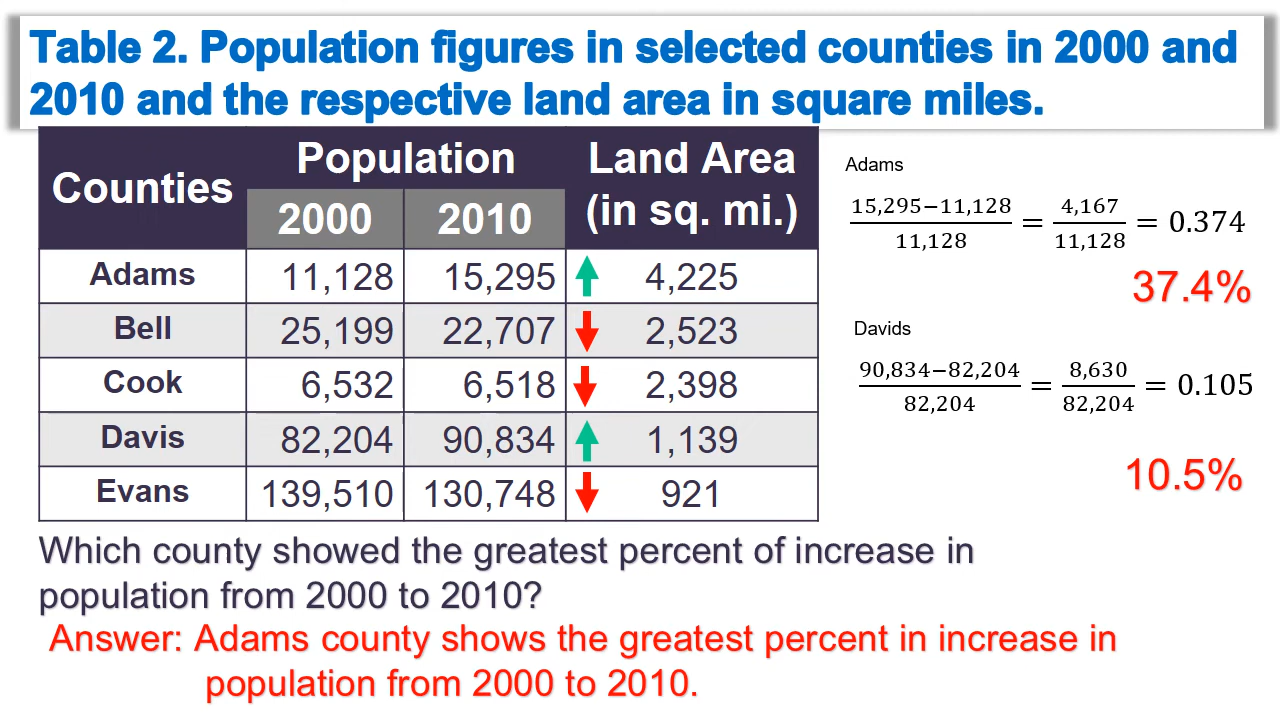 Table 2. Population figures in selected counties in 2000 and
2010 and the respective land area in square miles.
Counties Population Land Area
(in sq. mi.)
2000 2010
Adams 11,128 15,295 4,225
Bell 25,199 22,707 2,523
Cook 6,532 6,518 2,398
Davis 82,204 90,834 1,139
Evans 139,510 130,748 921
Adams
15,295−11,128 / 11,128 = 4,167 / 11,128 = 0.374
37.4%
Davids
90,834−82,204 / 82,204 = 8,630 / 82,204 = 0.105
10.5%
Which county showed the greatest percent of increase in
population from 2000 to 2010?
Answer: Adams county shows the greatest percent in increase in
population from 2000 to 2010.